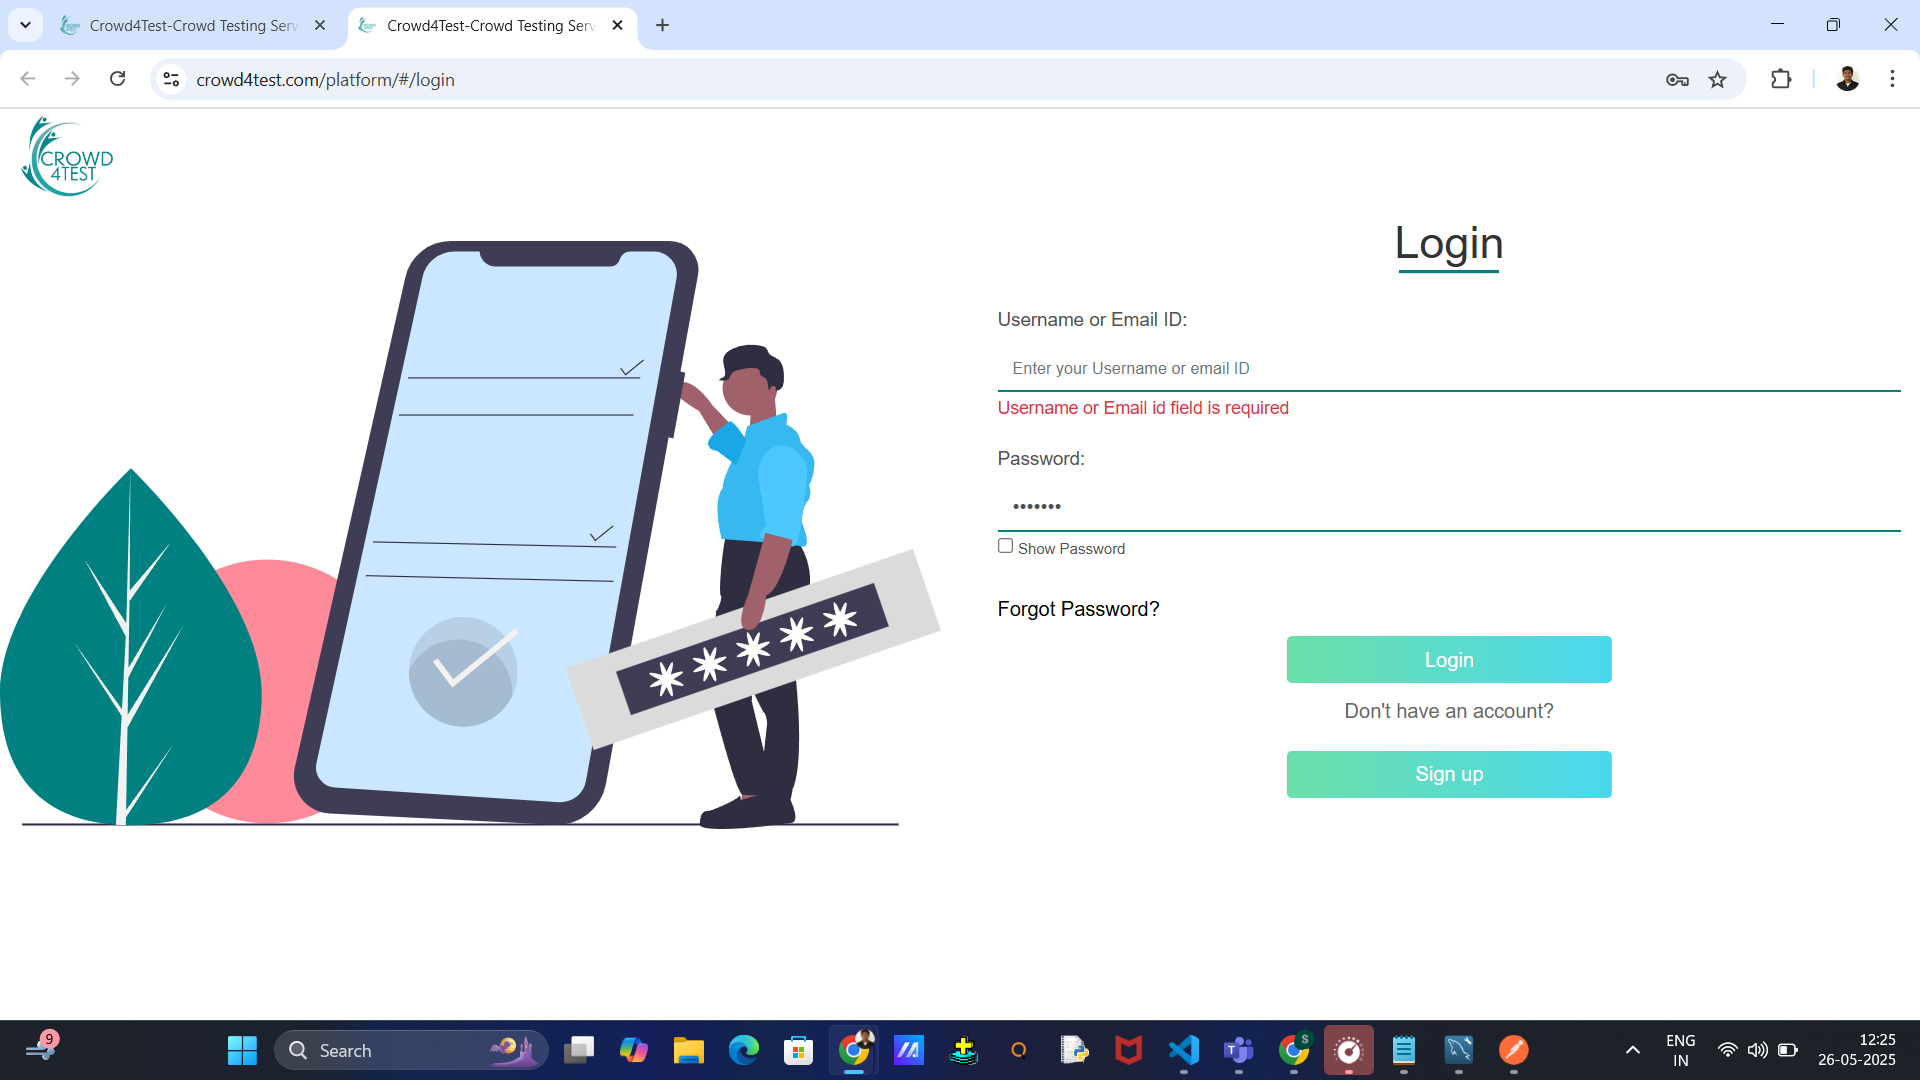 Crowd4Test-Crowd Testing Serv
Crowd4Test-Crowd Testing Serv
crowd4test.com/platform/#/login
CROWD
4TEST
Login
Username or Email ID:
Enter your Username or email ID
Username or Email id field is required
Password:
•••••••
Show Password
Forgot Password?
Login
Don't have an account?
Sign up
9
Search
S
ENG
IN
12:25
26-05-2025